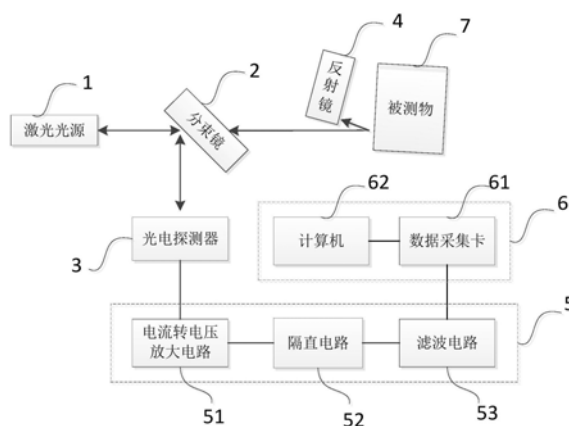 4
7
2
1
反射镜
被测物
激光光源
分束镜
62
61
6
计算机
数据采集卡
光电探测器
3
5
电流转电压
放大电路
隔直电路
滤波电路
51
52
53